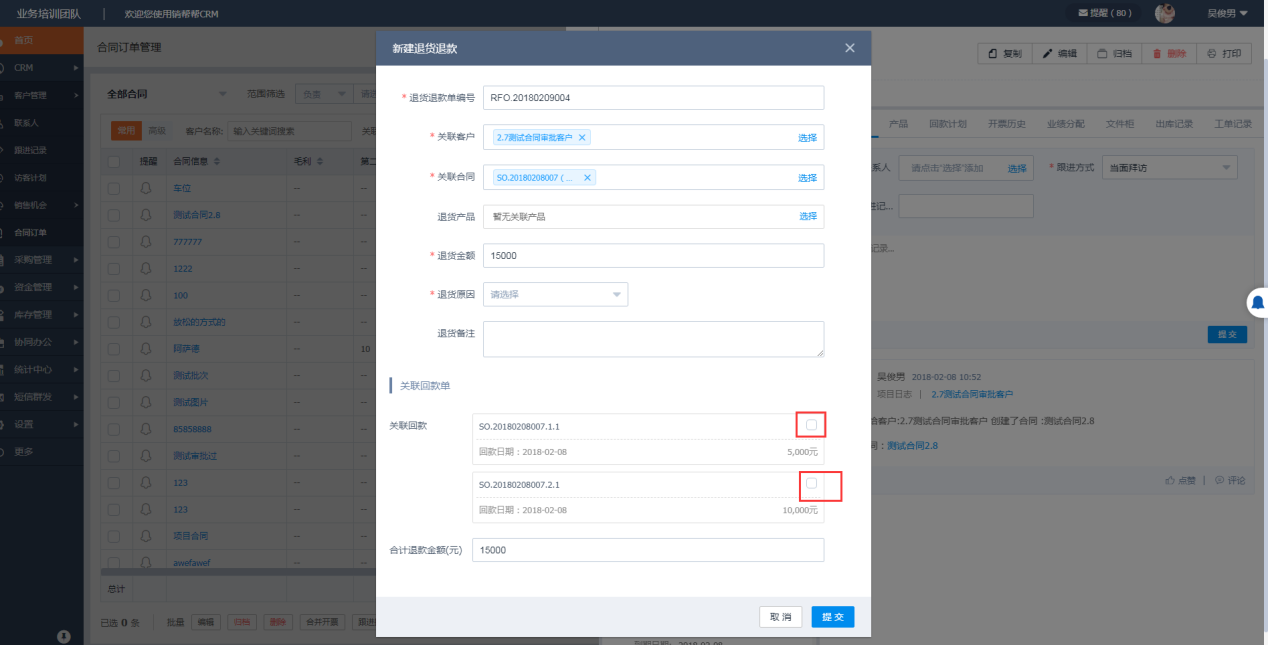 业务培训团队 | 欢迎您使用销帮帮CRM 提醒 ( 80 ) 吴俊男
首页
CRM
客户管理
联系人
跟进记录
访客计划
销售机会
合同订单
采购管理
资金管理
库存管理
协同办公
统计中心
短信群发
设置
更多
合同订单管理
复制 编辑 归档 删除 打印
全部合同 范围筛选 负责
常用 高级 客户名称: 输入关键词搜索
提醒 合同信息 毛利 第二
车位 -- --
测试合同2.8 -- --
777777 -- --
1222 -- --
100 -- --
放松的方式的 -- --
阿萨德 -- 10
测试批次 -- --
测试图片 -- --
85858888 -- --
测试审批过 -- --
123 -- --
123 -- --
项目合同 -- --
awefawef -- --
总计
已选 0 条 批量 编辑 归档 删除 合并开票
新建退货退款
* 退货退款单编号 RFO.20180209004
* 关联客户 2.7测试合同审批客户 × 选择
* 关联合同 SO.20180208007 ( ... × 选择
退货产品 暂无关联产品 选择
* 退货金额 15000
* 退货原因 请选择
退货备注
关联回款单
关联回款 SO.20180208007.1.1
回款日期：2018-02-08 5,000元
SO.20180208007.2.1
回款日期：2018-02-08 10,000元
合计退款金额(元) 15000
取 消 提 交
产品 回款计划 开票历史 业绩分配 文件柜 出库记录 工单记录
系人 请点击"选择"添加 选择 * 跟进方式 当面拜访
记录...
提 交
吴俊男 2018-02-08 10:52
项目日志 | 2.7测试合同审批客户
给客户:2.7测试合同审批客户 创建了合同 :测试合同2.8
同：测试合同2.8
点赞 | 评论
到期日期：2018-02-08